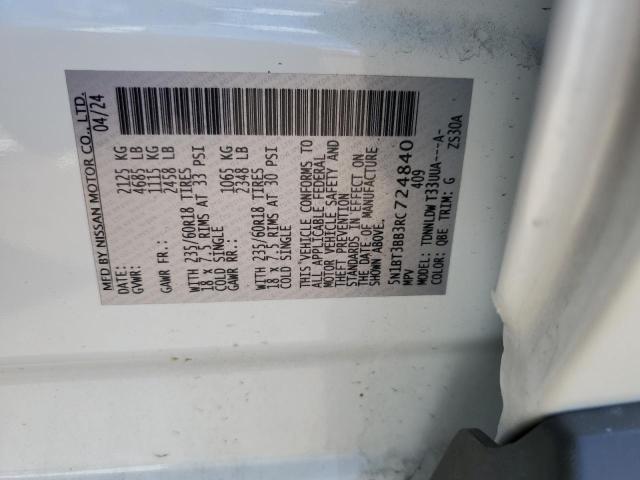 MFD BY NISSAN MOTOR CO., LTD.
04/24
GVWR: 2125 KG
4685 LB
GAWR FR.: 1115 KG
2458 LB
WITH 235/60R18 TIRES
18 x 7.5 RIMS AT 33 PSI
COLD SINGLE
GAWR RR.: 1065 KG
2348 LB
WITH 235/60R18 TIRES
18 x 7.5 RIMS AT 30 PSI
COLD SINGLE
THIS VEHICLE CONFORMS TO
ALL APPLICABLE FEDERAL
MOTOR VEHICLE SAFETY AND
THEFT PREVENTION
STANDARDS IN EFFECT ON
THE DATE OF MANUFACTURE
SHOWN ABOVE.
5N1BT3BB3RC724840
MPV 409
MODEL: TDNNLDW T33UUA---A-
COLOR: QBE TRIM: G ZS30A